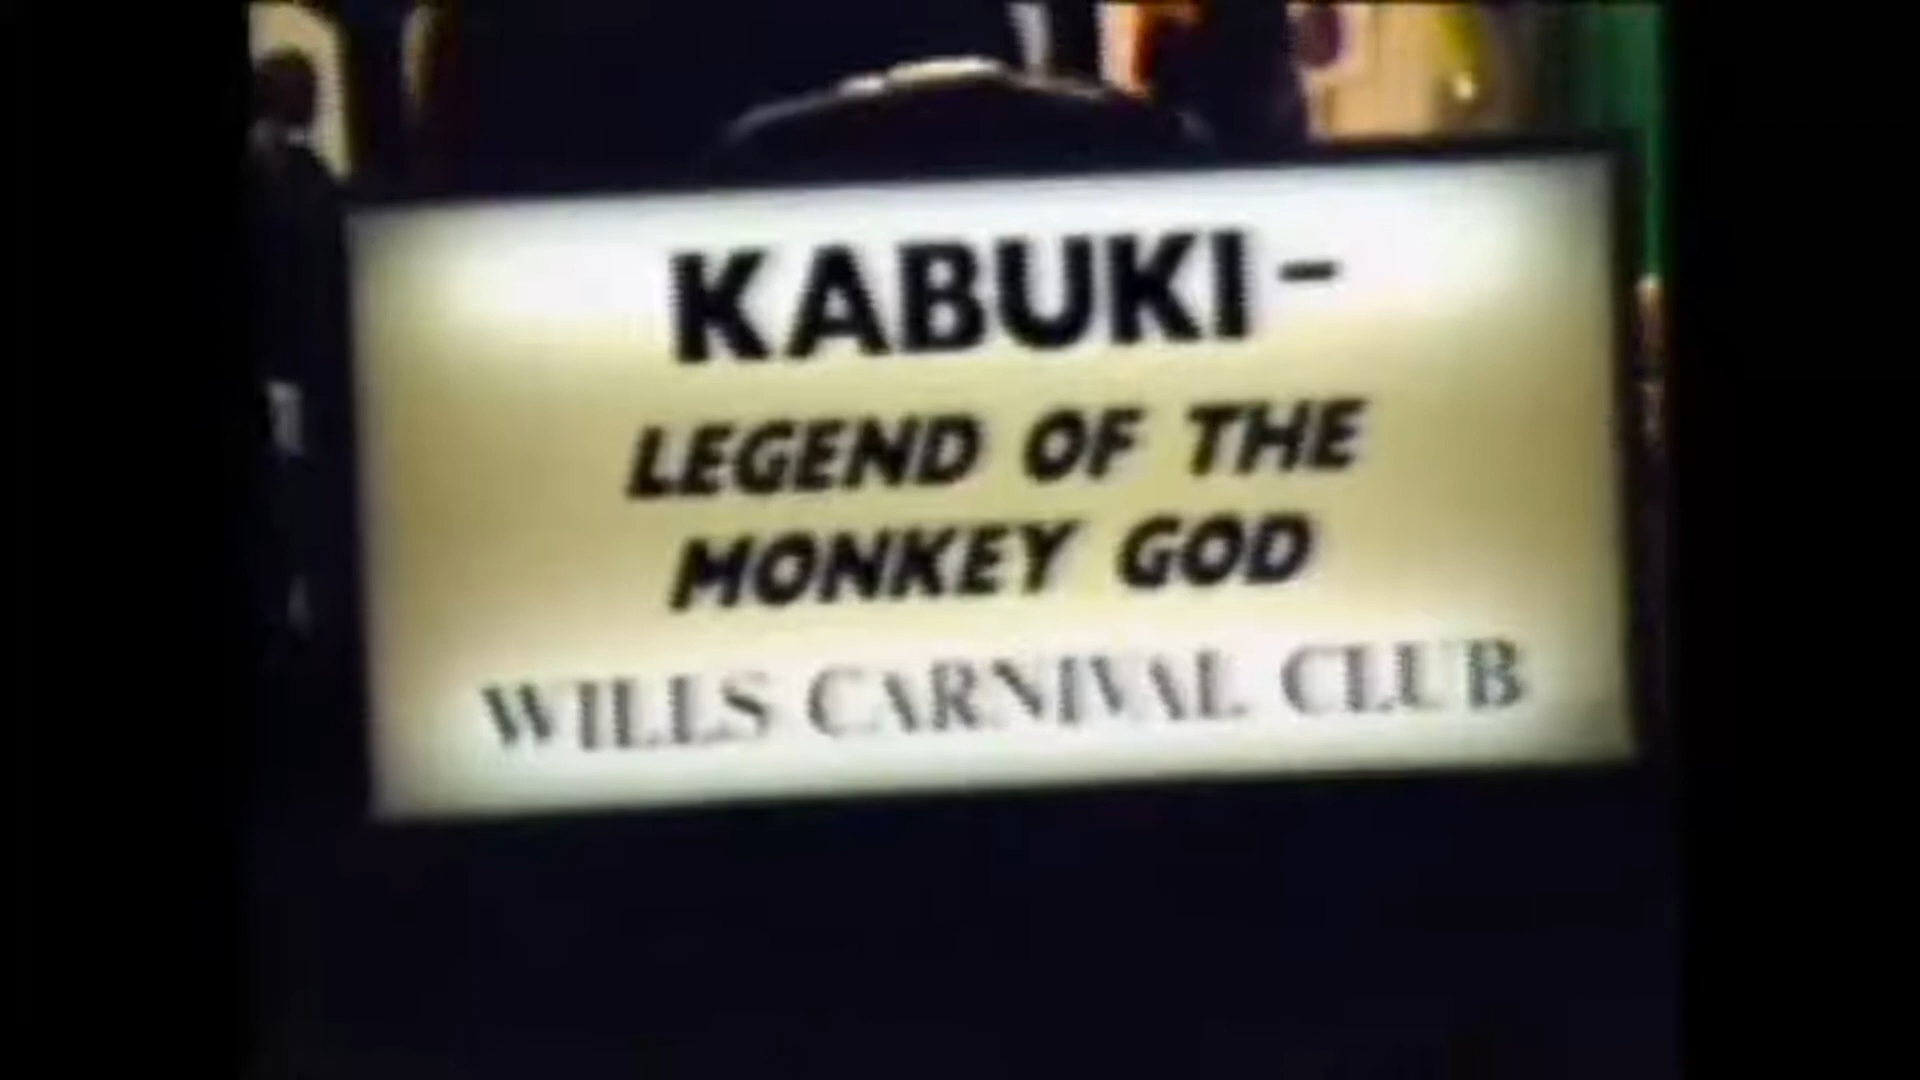 KABUKI-
LEGEND OF THE
MONKEY GOD
WILLS CARNIVAL CLUB